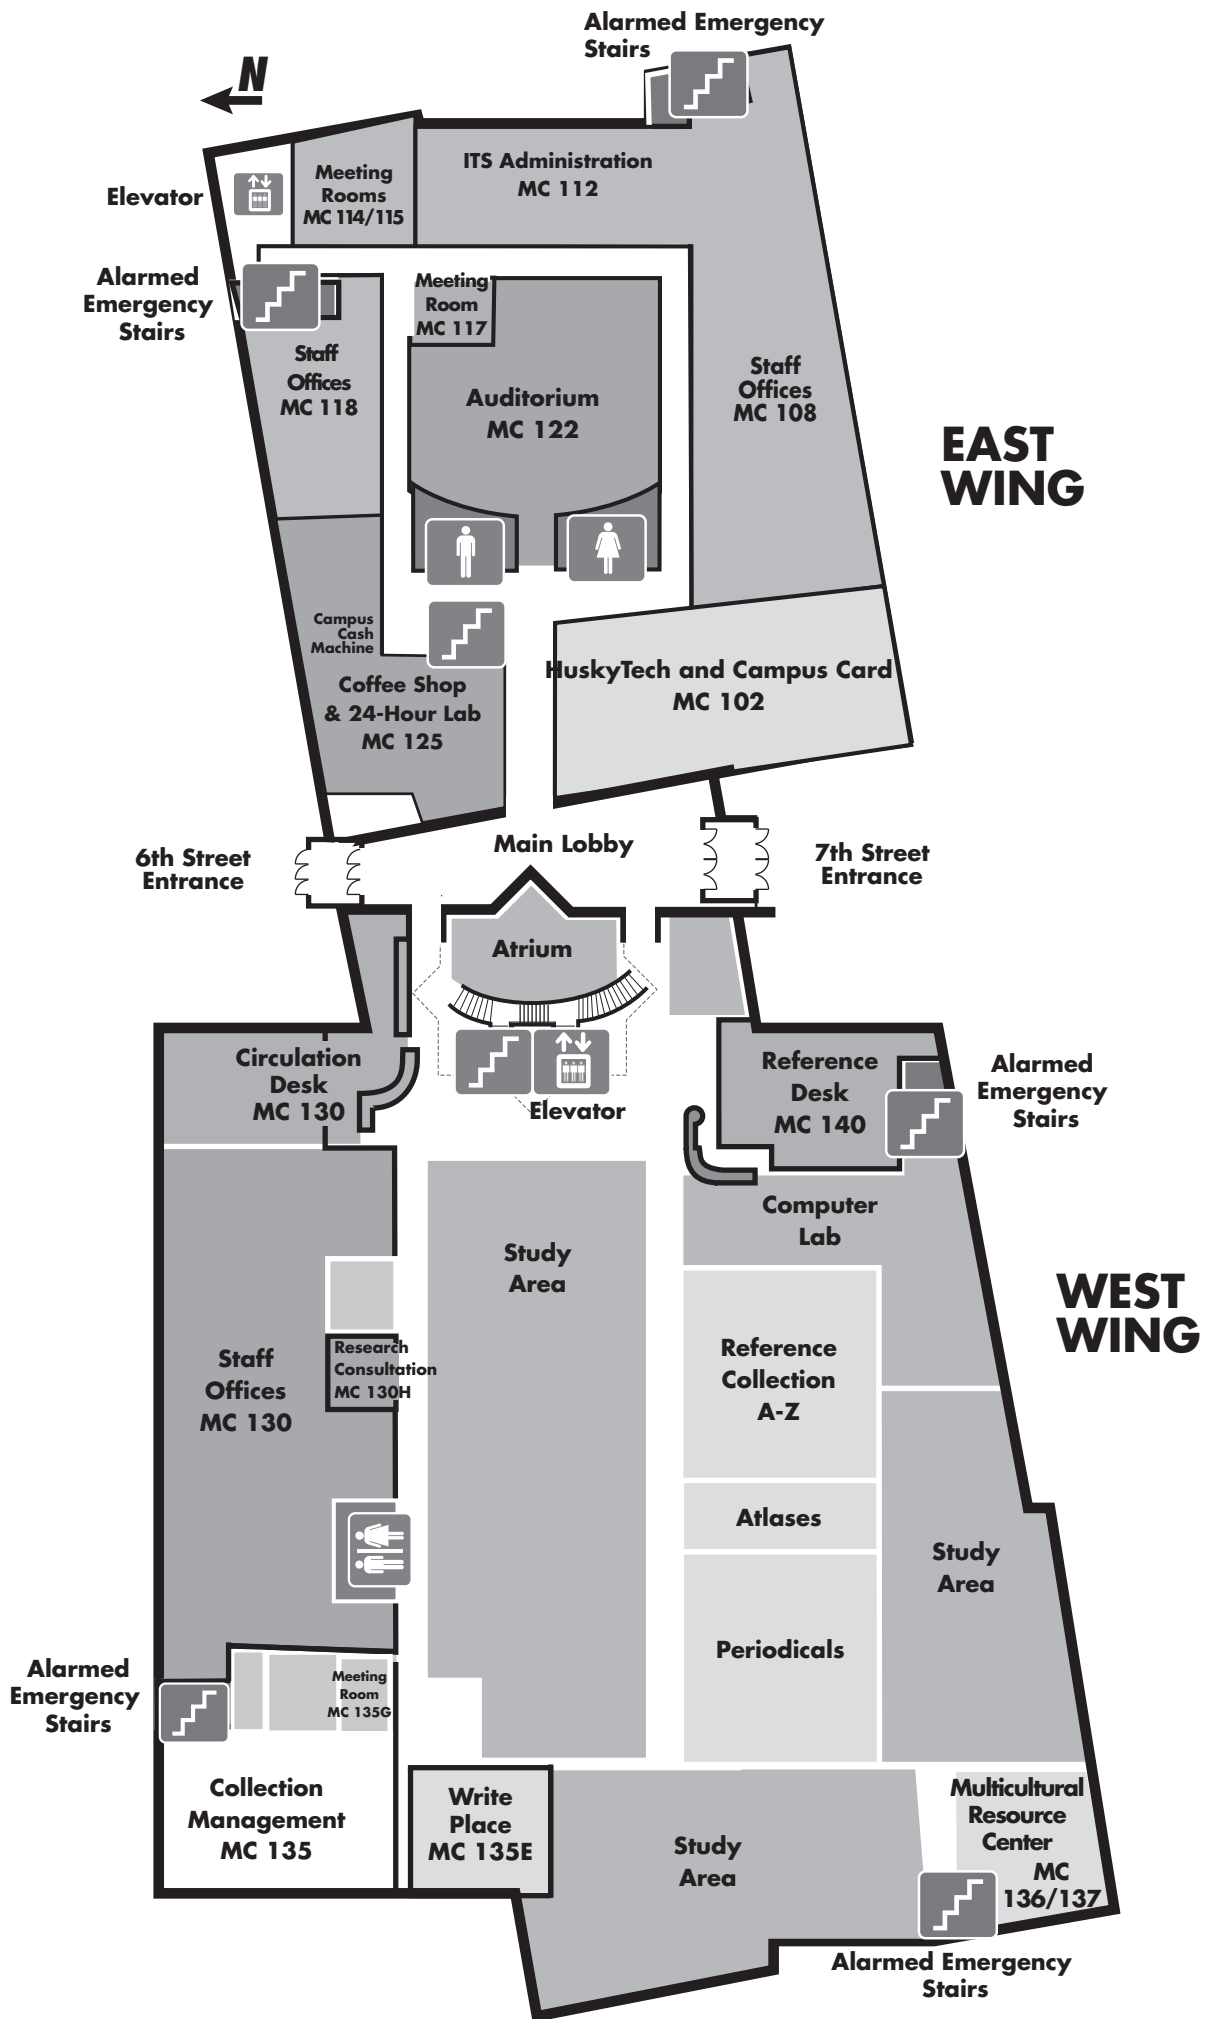 Alarmed Emergency
Stairs
N
ITS Administration
MC 112
Meeting
Rooms
MC 114/115
Elevator
Alarmed
Emergency
Stairs
Meeting
Room
MC 117
Staff
Offices
MC 118
Auditorium
MC 122
Staff
Offices
MC 108
EAST
WING
Campus
Cash
Machine
Coffee Shop
& 24-Hour Lab
MC 125
HuskyTech and Campus Card
MC 102
Main Lobby
6th Street
Entrance
7th Street
Entrance
Atrium
Circulation
Desk
MC 130
Elevator
Reference
Desk
MC 140
Alarmed
Emergency
Stairs
Computer
Lab
Study
Area
WEST
WING
Staff
Offices
MC 130
Research
Consultation
MC 130H
Reference
Collection
A-Z
Atlases
Study
Area
Periodicals
Alarmed
Emergency
Stairs
Meeting
Room
MC 135G
Collection
Management
MC 135
Write
Place
MC 135E
Study
Area
Multicultural
Resource
Center
MC
136/137
Alarmed Emergency
Stairs